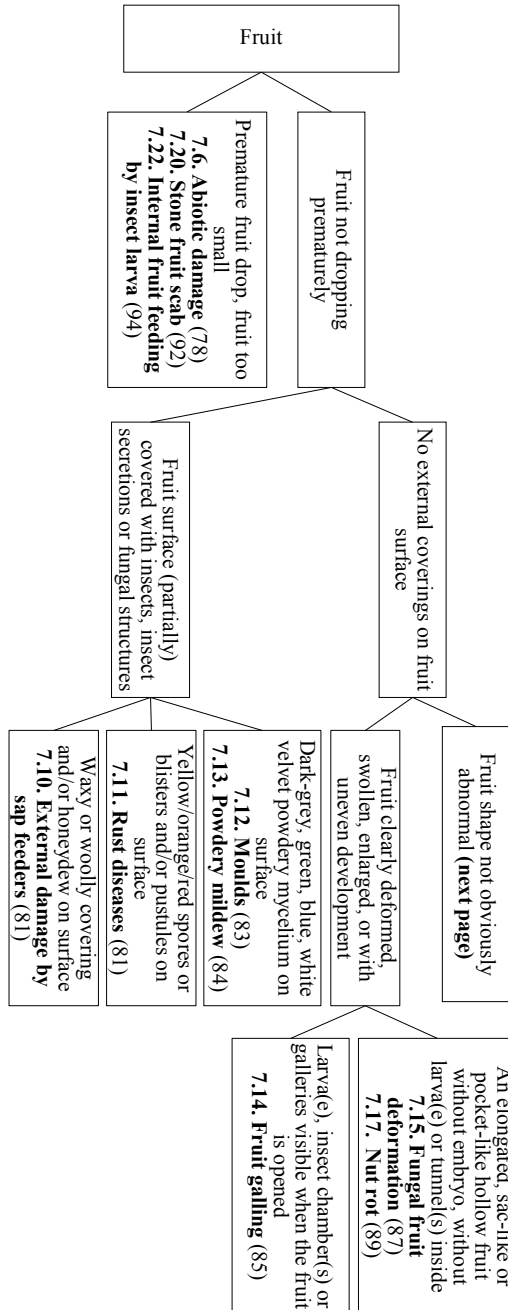 Fruit
Fruit not dropping
prematurely
Premature fruit drop, fruit too
small
7.6. Abiotic damage (78)
7.20. Stone fruit scab (92)
7.22. Internal fruit feeding
by insect larva (94)
No external coverings on fruit
surface
Fruit surface (partially)
covered with insects, insect
secretions or fungal structures
Fruit shape not obviously
abnormal (next page)
Fruit clearly deformed,
swollen, enlarged, or with
uneven development
Dark-grey, green, blue, white
velvet powdery mycelium on
surface
7.12. Moulds (83)
7.13. Powdery mildew (84)
Yellow/orange/red spores or
blisters and/or pustules on
surface
7.11. Rust diseases (81)
Waxy or woolly covering
and/or honeydew on surface
7.10. External damage by
sap feeders (81)
An elongated, sac-like or
pocket-like hollow fruit
without embryo, without
larva(e) or tunnel(s) inside
7.15. Fungal fruit
deformation (87)
7.17. Nut rot (89)
Larva(e), insect chamber(s) or
galleries visible when the fruit
is opened
7.14. Fruit galling (85)